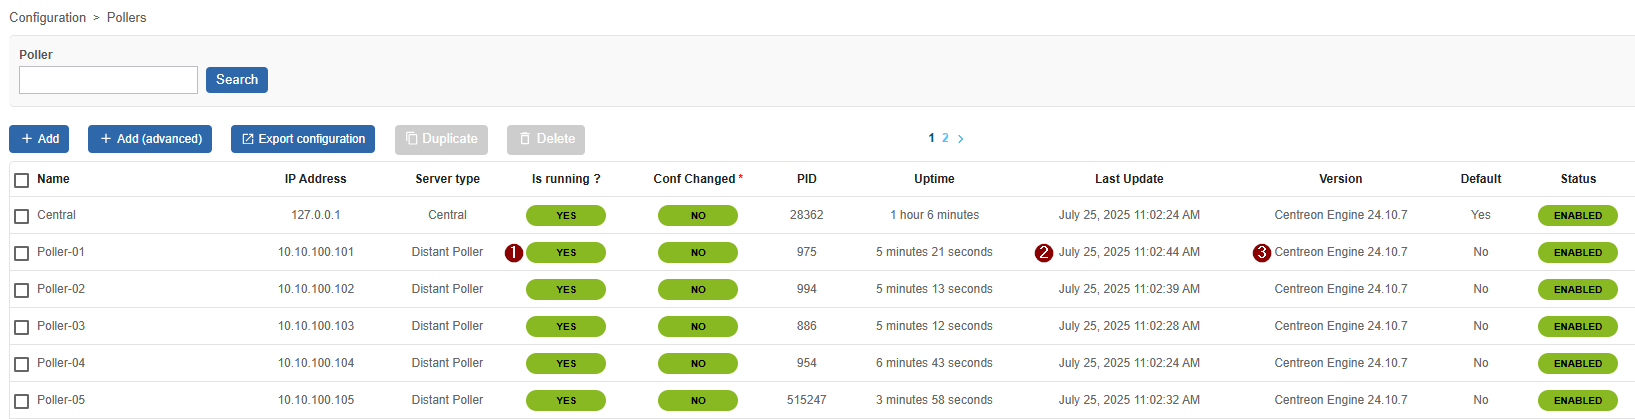 Configuration > Pollers
Poller
Search
Add Add (advanced) Export configuration Duplicate Delete 1 2 >
Name IP Address Server type Is running ? Conf Changed * PID Uptime Last Update Version Default Status
Central 127.0.0.1 Central YES NO 28362 1 hour 6 minutes July 25, 2025 11:02:24 AM Centreon Engine 24.10.7 Yes ENABLED
Poller-01 10.10.100.101 Distant Poller 1 YES NO 975 5 minutes 21 seconds 2 July 25, 2025 11:02:44 AM 3 Centreon Engine 24.10.7 No ENABLED
Poller-02 10.10.100.102 Distant Poller YES NO 994 5 minutes 13 seconds July 25, 2025 11:02:39 AM Centreon Engine 24.10.7 No ENABLED
Poller-03 10.10.100.103 Distant Poller YES NO 886 5 minutes 12 seconds July 25, 2025 11:02:28 AM Centreon Engine 24.10.7 No ENABLED
Poller-04 10.10.100.104 Distant Poller YES NO 954 6 minutes 43 seconds July 25, 2025 11:02:24 AM Centreon Engine 24.10.7 No ENABLED
Poller-05 10.10.100.105 Distant Poller YES NO 515247 3 minutes 58 seconds July 25, 2025 11:02:32 AM Centreon Engine 24.10.7 No ENABLED